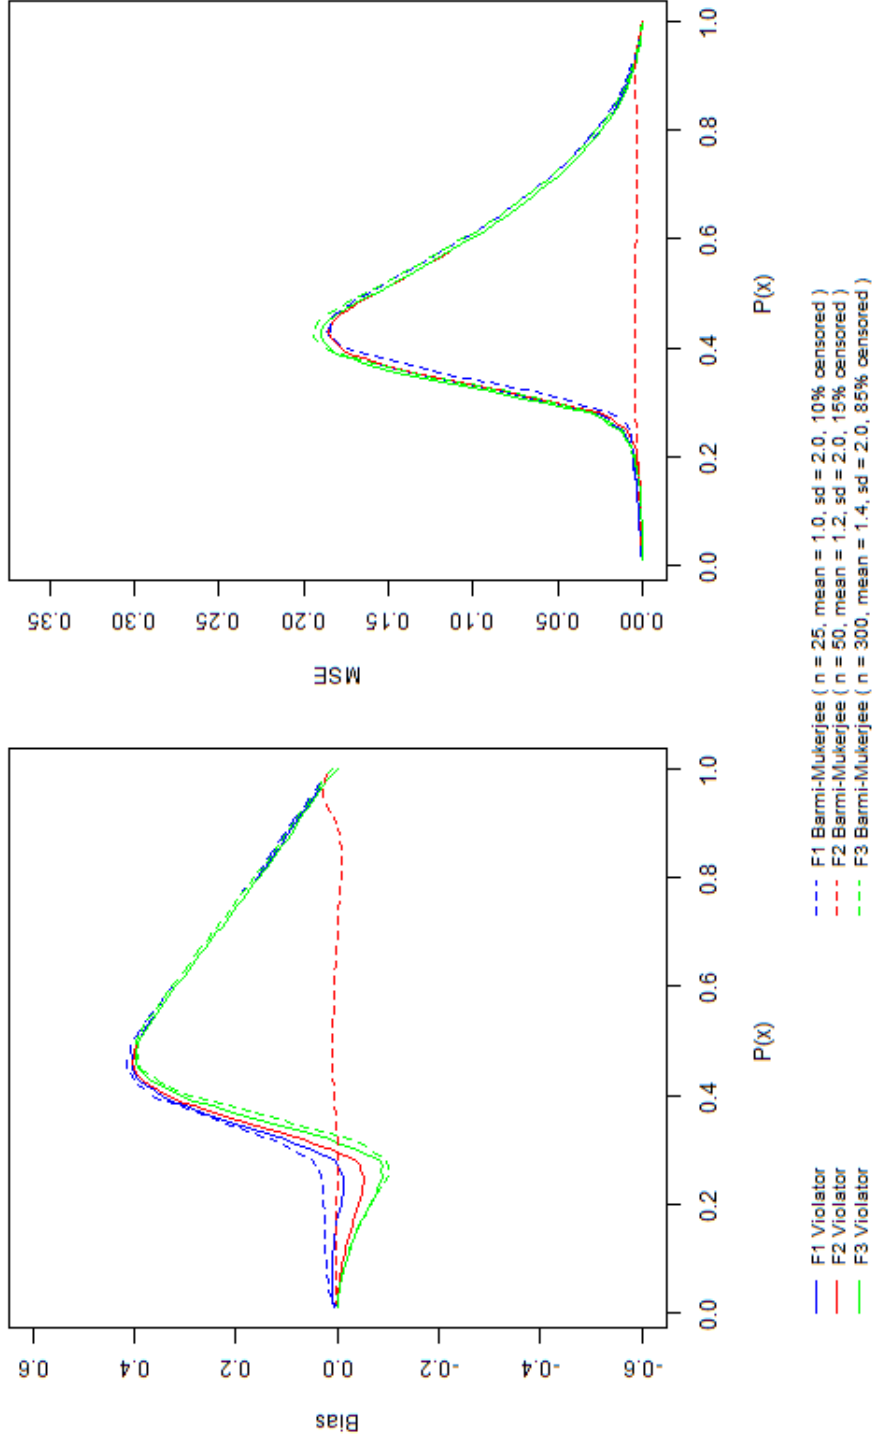 Bias
0.6
0.4
0.2
0.0
-0.2
-0.4
-0.6
0.0
0.2
0.4
0.6
0.8
1.0
P(x)
MSE
0.35
0.30
0.25
0.20
0.15
0.10
0.05
0.00
0.0
0.2
0.4
0.6
0.8
1.0
P(x)
F1 Violator
F2 Violator
F3 Violator
F1 Barmi-Mukerjee ( n = 25, mean = 1.0, sd = 2.0, 10% censored )
F2 Barmi-Mukerjee ( n = 50, mean = 1.2, sd = 2.0, 15% censored )
F3 Barmi-Mukerjee ( n = 300, mean = 1.4, sd = 2.0, 85% censored )